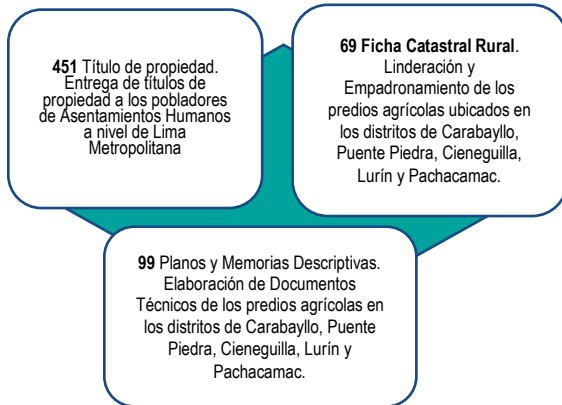 451 Título de propiedad.
Entrega de títulos de
propiedad a los pobladores
de Asentamientos Humanos
a nivel de Lima
Metropolitana
69 Ficha Catastral Rural.
Linderación y
Empadronamiento de los
predios agrícolas ubicados en
los distritos de Carabayllo,
Puente Piedra, Cieneguilla,
Lurín y Pachacamac.
99 Planos y Memorias Descriptivas.
Elaboración de Documentos
Técnicos de los predios agrícolas en
los distritos de Carabayllo, Puente
Piedra, Cieneguilla, Lurín y
Pachacamac.